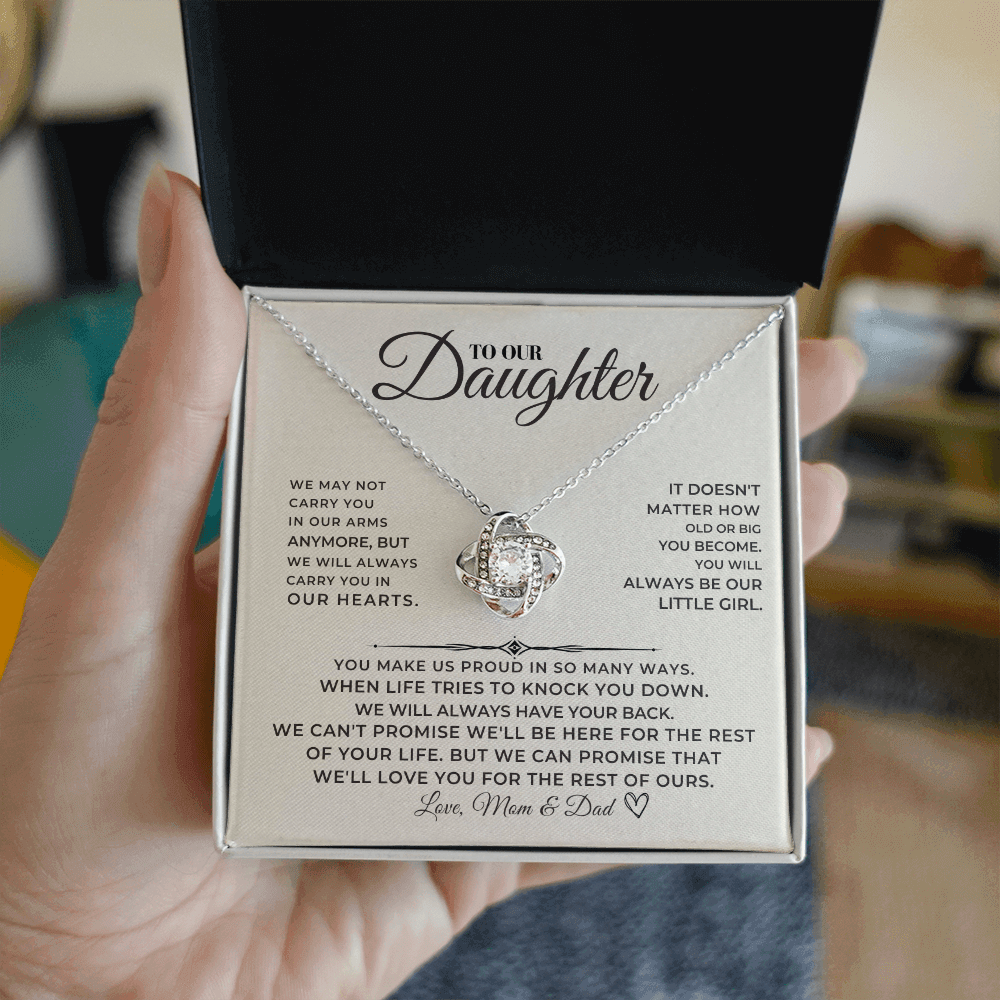 TO OUR
Daughter
WE MAY NOT
CARRY YOU
IN OUR ARMS
ANYMORE, BUT
WE WILL ALWAYS
CARRY YOU IN
OUR HEARTS.
IT DOESN'T
MATTER HOW
OLD OR BIG
YOU BECOME.
YOU WILL
ALWAYS BE OUR
LITTLE GIRL.
YOU MAKE US PROUD IN SO MANY WAYS.
WHEN LIFE TRIES TO KNOCK YOU DOWN.
WE WILL ALWAYS HAVE YOUR BACK.
WE CAN'T PROMISE WE'LL BE HERE FOR THE REST
OF YOUR LIFE. BUT WE CAN PROMISE THAT
WE'LL LOVE YOU FOR THE REST OF OURS.
Love, Mom & Dad